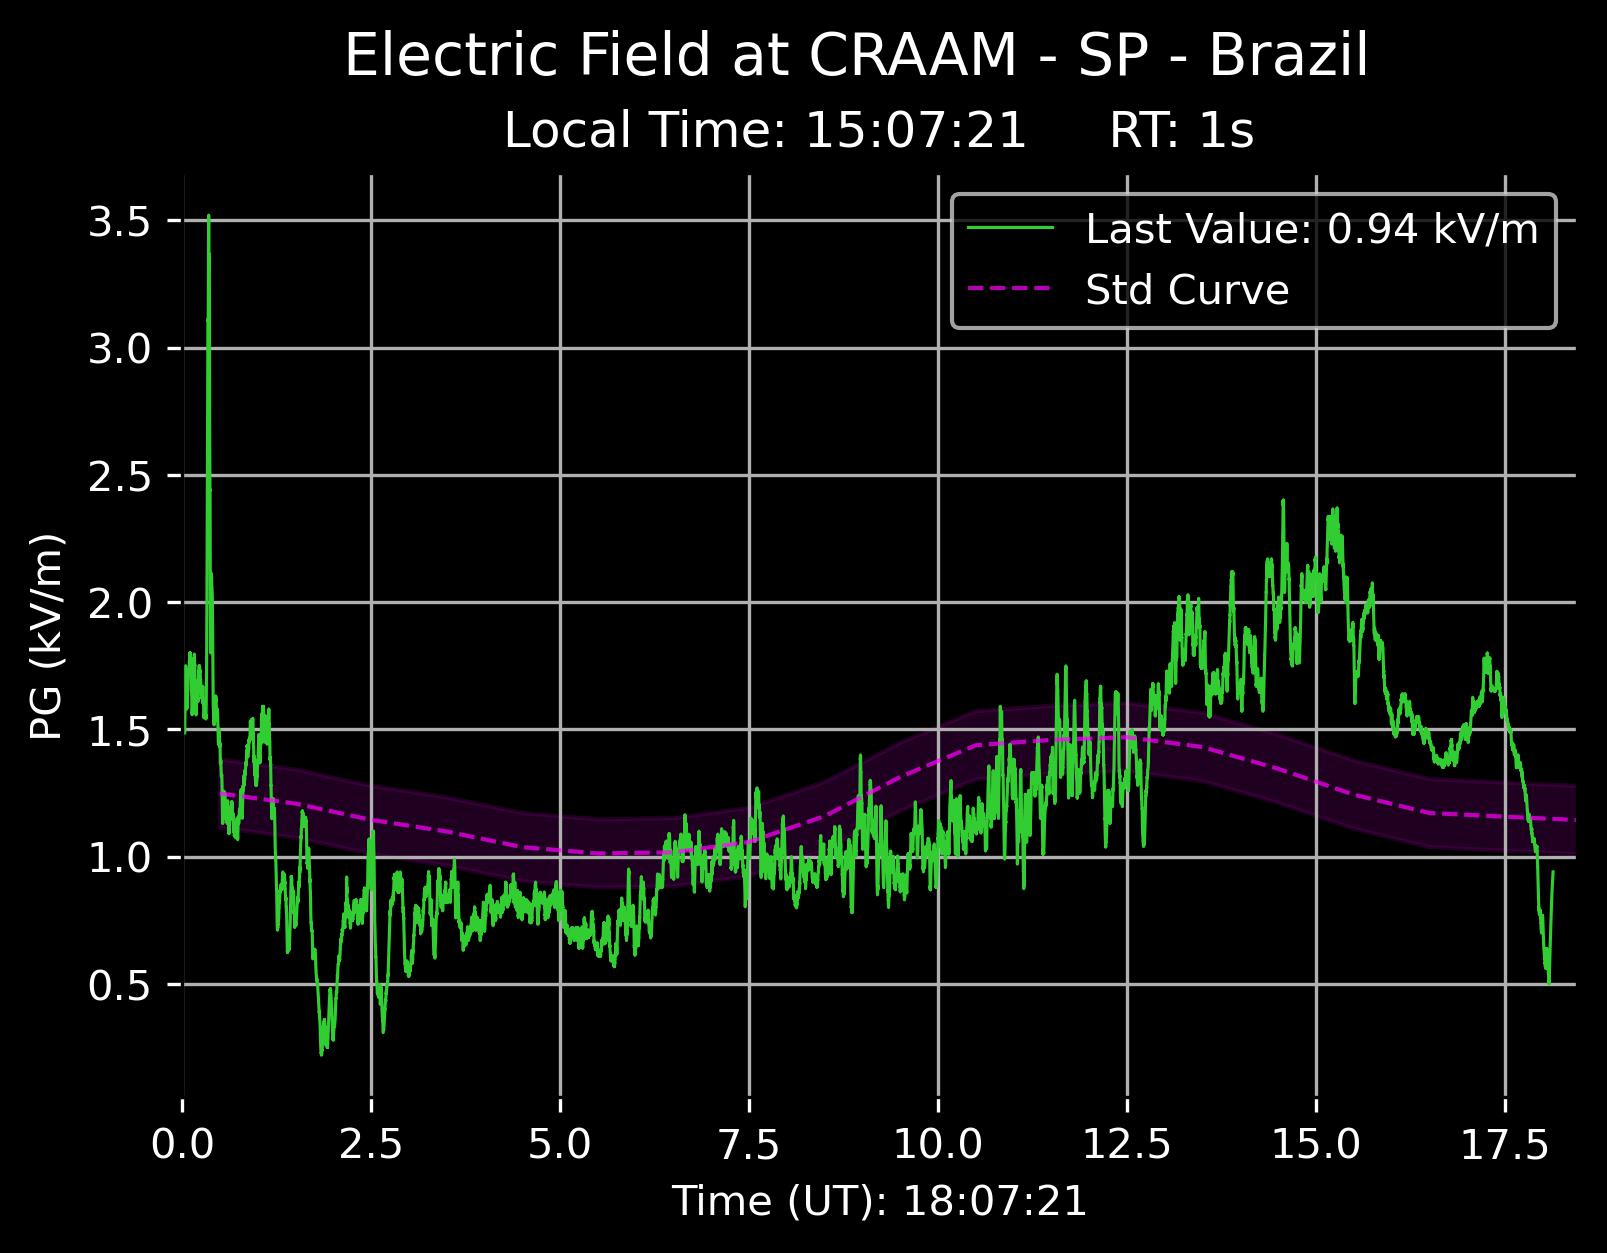 Electric Field at CRAAM - SP - Brazil
Local Time: 15:07:21 RT: 1s
Last Value: 0.94 kV/m
Std Curve
PG (kV/m)
3.5
3.0
2.5
2.0
1.5
1.0
0.5
0.0 2.5 5.0 7.5 10.0 12.5 15.0 17.5
Time (UT): 18:07:21